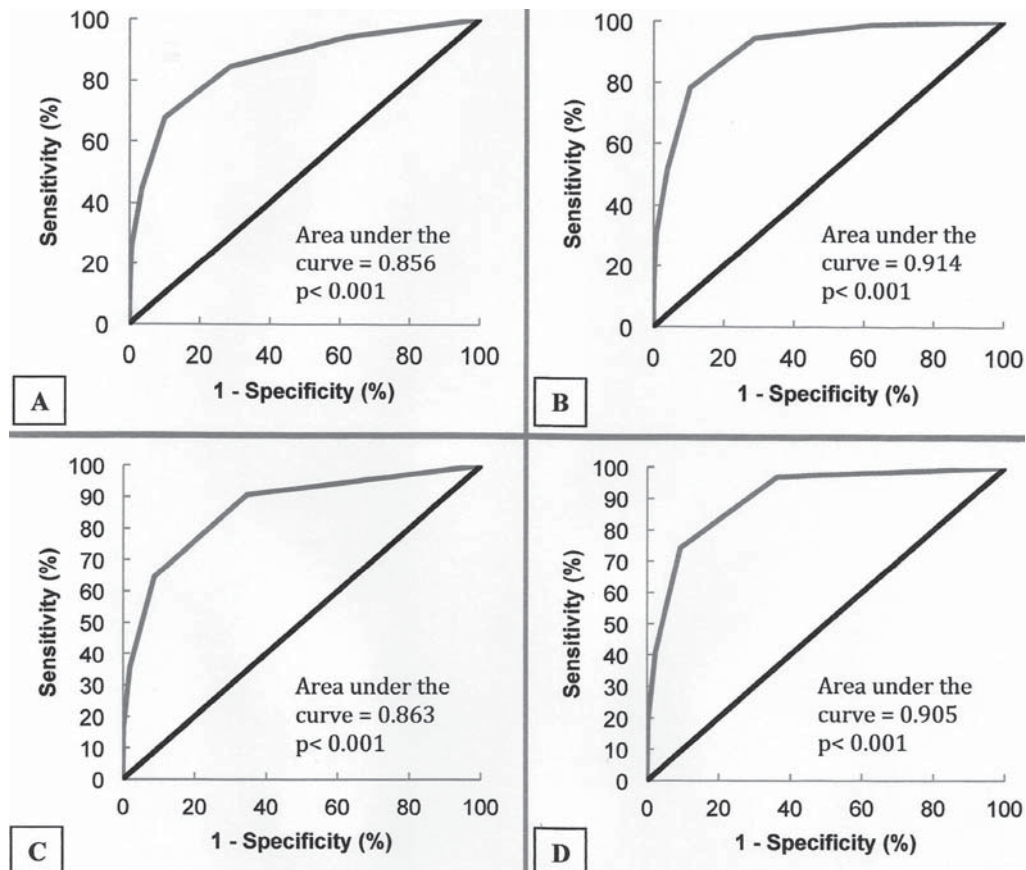 100
80
60
40
20
0
Sensitivity (%)
Area under the
curve = 0.856
p< 0.001
0 20 40 60 80 100
1 - Specificity (%)
A
100
80
60
40
20
0
Sensitivity (%)
Area under the
curve = 0.914
p< 0.001
0 20 40 60 80 100
1 - Specificity (%)
B
100
90
80
70
60
50
40
30
20
10
0
Sensitivity (%)
Area under the
curve = 0.863
p< 0.001
0 20 40 60 80 100
1 - Specificity (%)
C
100
90
80
70
60
50
40
30
20
10
0
Sensitivity (%)
Area under the
curve = 0.905
p< 0.001
0 20 40 60 80 100
1 - Specificity (%)
D